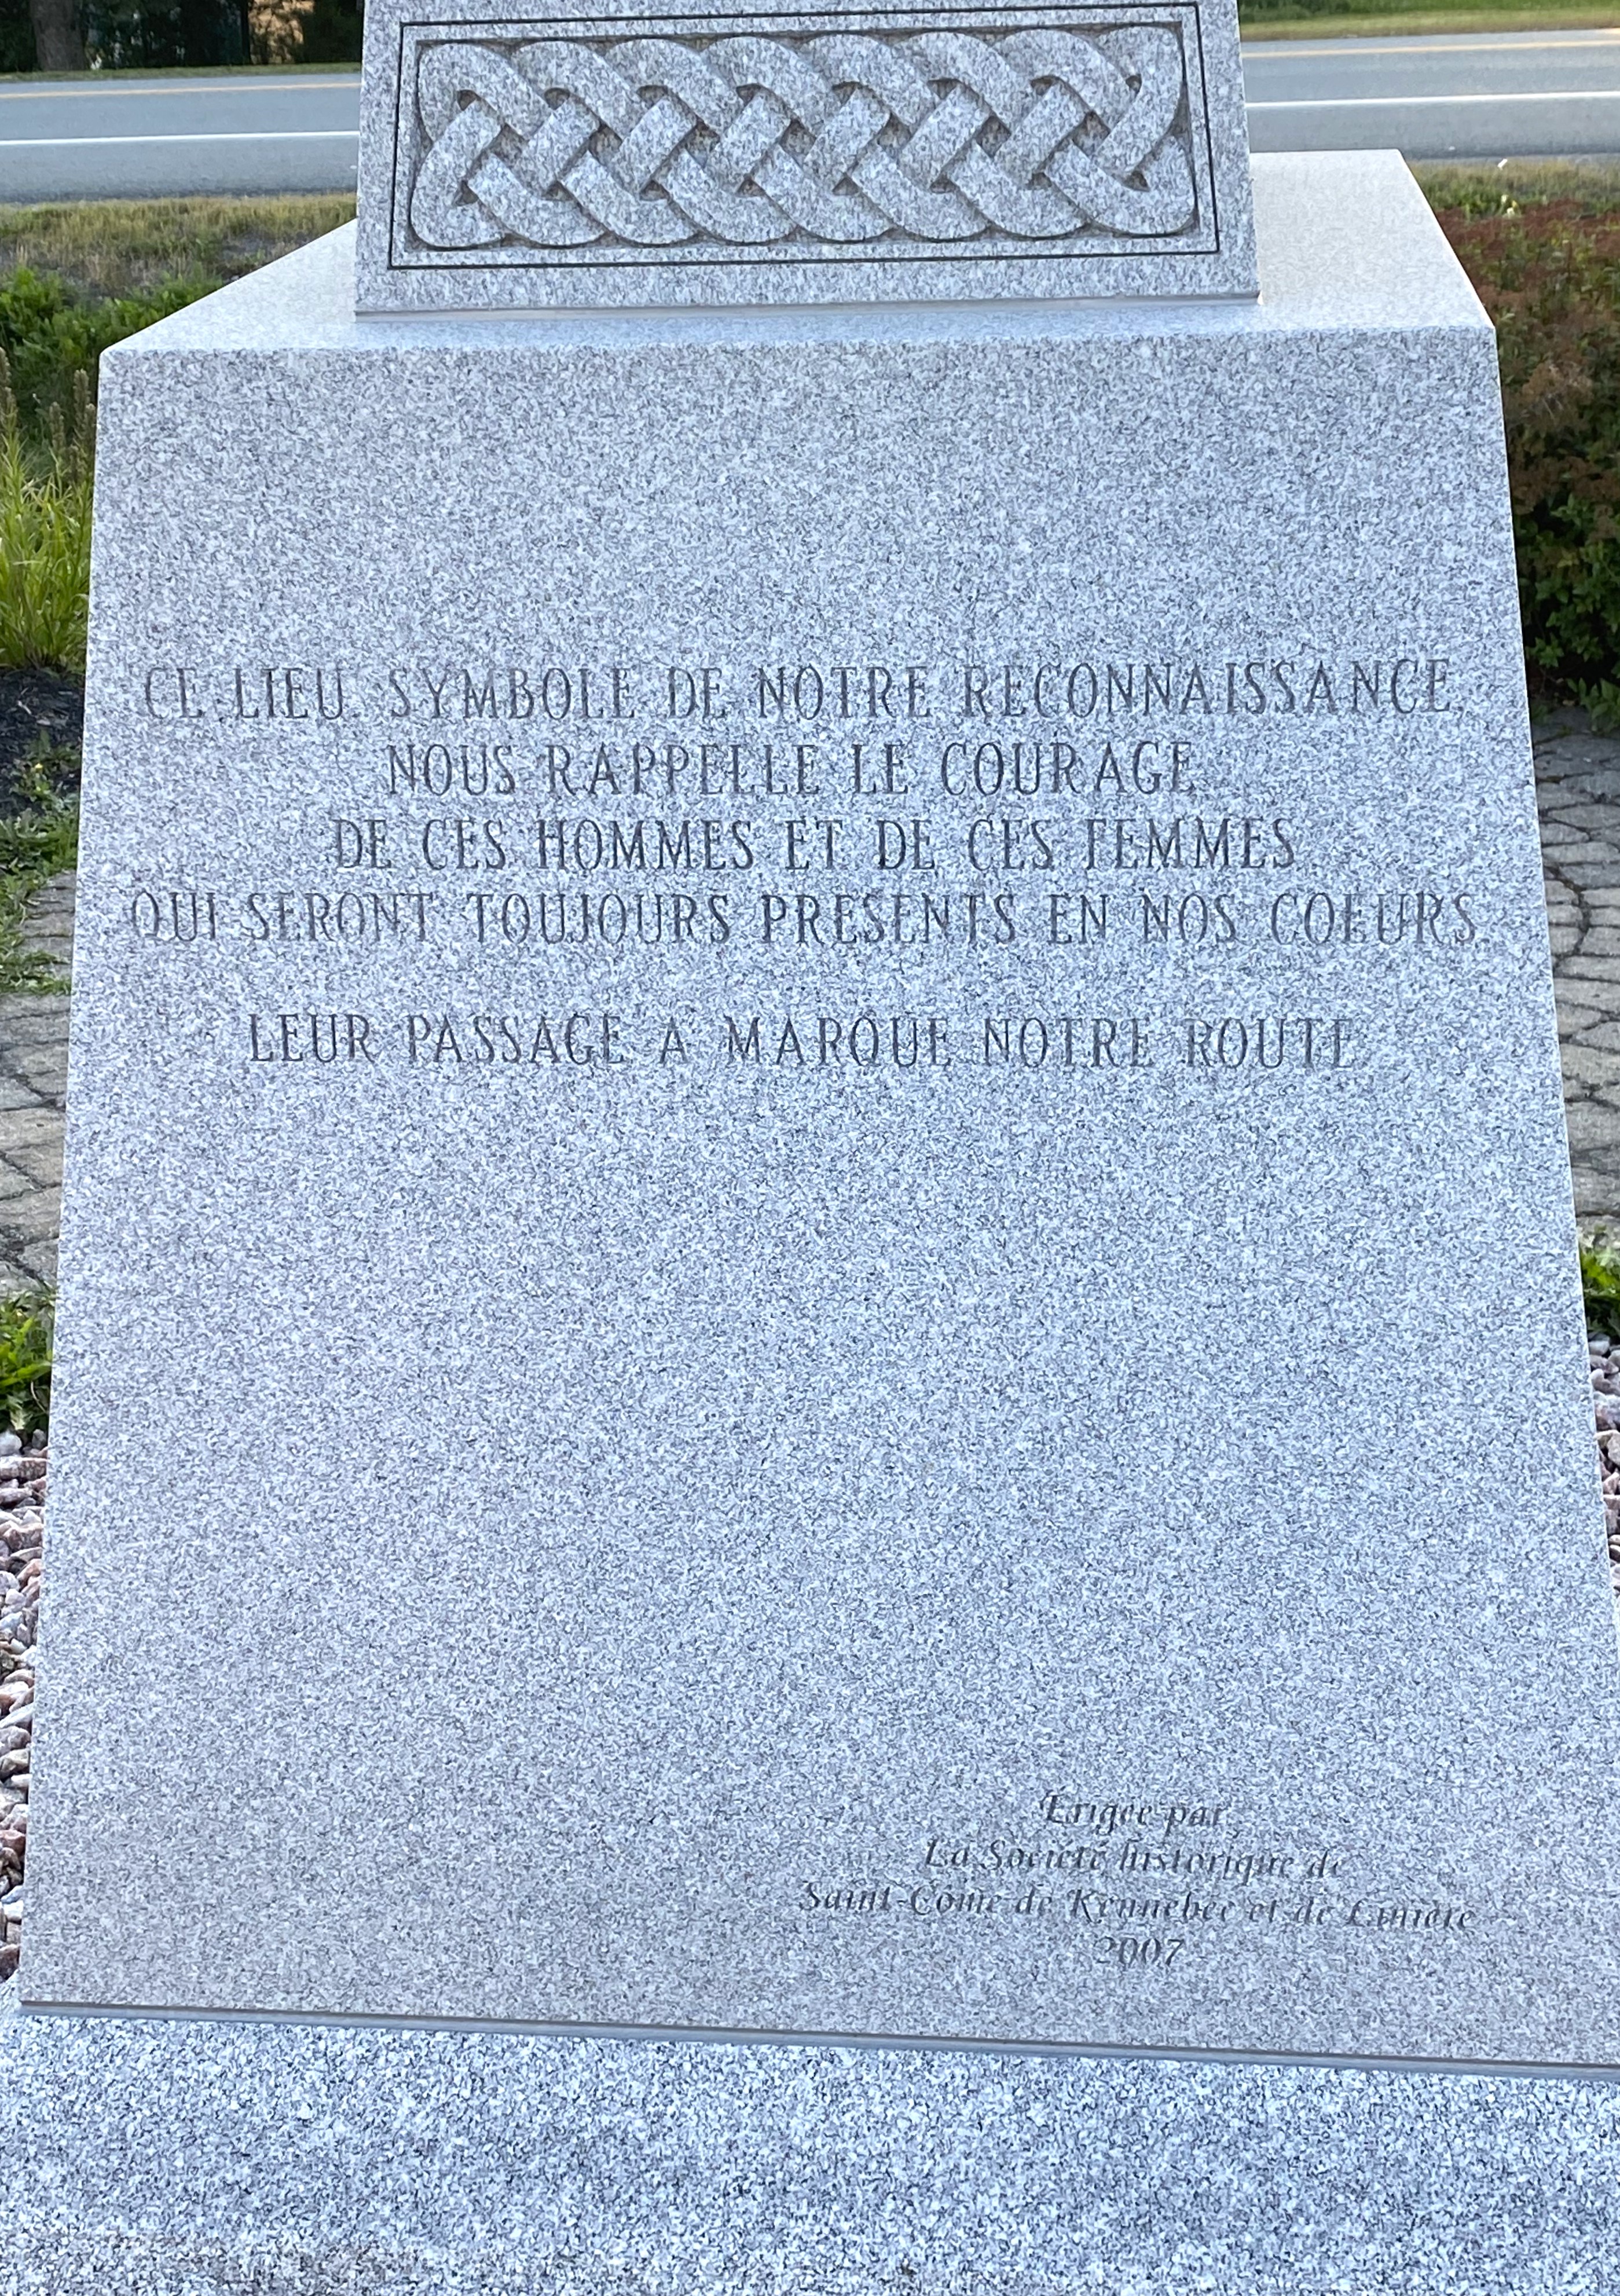 CE LIEU, SYMBOLE DE NOTRE RECONNAISSANCE,
NOUS RAPPELLE LE COURAGE
DE CES HOMMES ET DE CES FEMMES
QUI SERONT TOUJOURS PRESENTS EN NOS COEURS
LEUR PASSAGE A MARQUE NOTRE ROUTE
Érigée par
La Société historique de
Saint-Côme de Kennebec et de Linière
2007